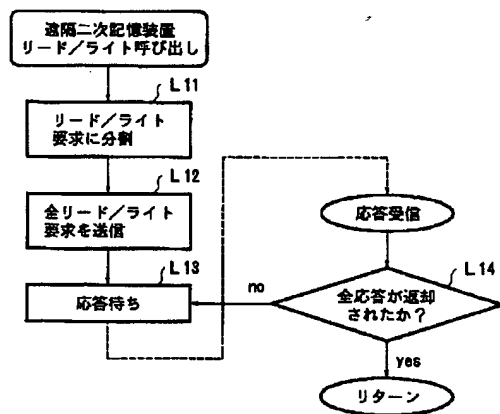 遠隔二次記憶装置
リード／ライト呼び出し
L11
リード／ライト
要求に分割
L12
全リード／ライト
要求を送信
L13
応答待ち
応答受信
L14
全応答が返却
されたか？
no
yes
リターン